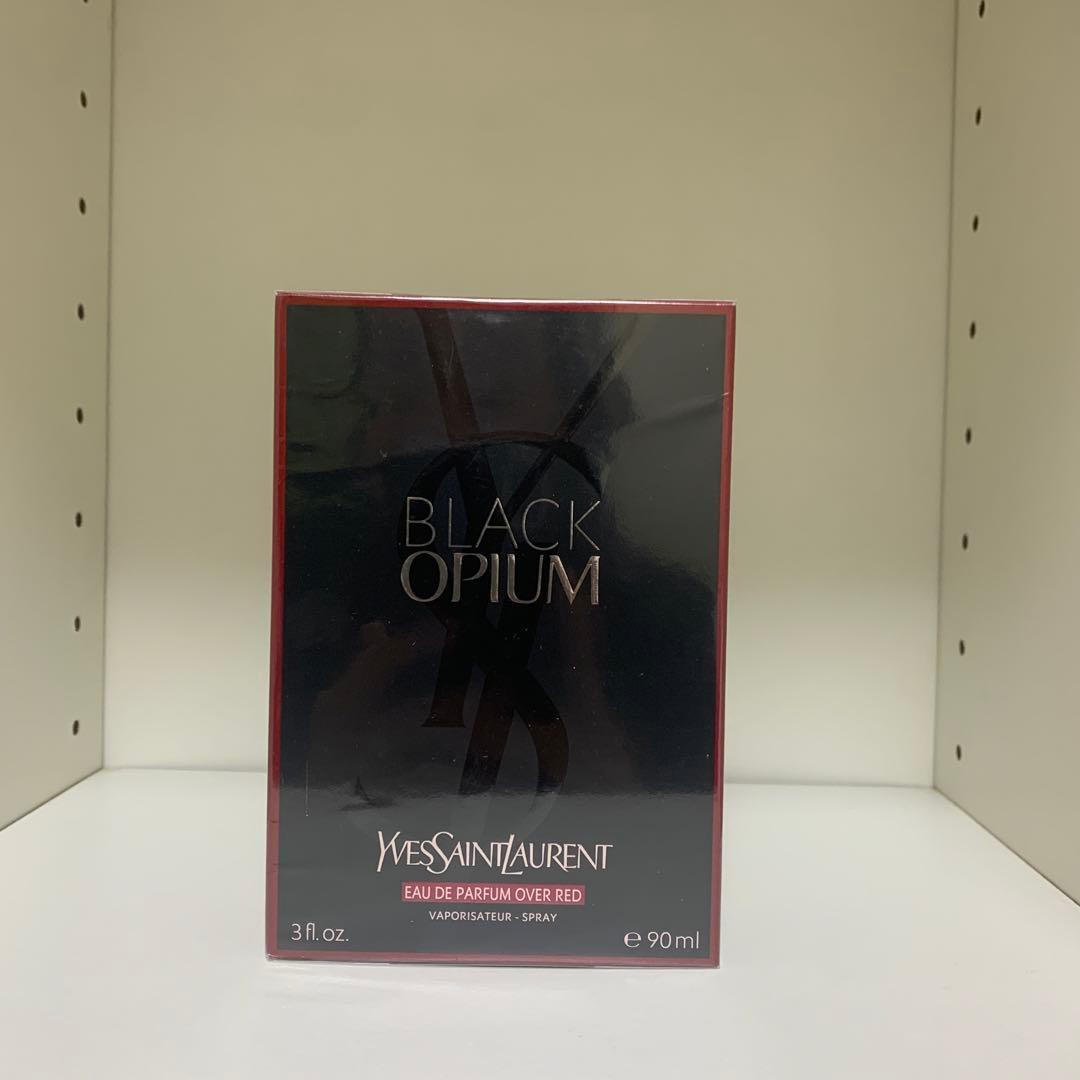 BLACK
OPIUM
YVESSAINTLAURENT
EAU DE PARFUM OVER RED
VAPORISATEUR - SPRAY
3 fl. oz.
℮ 90 ml